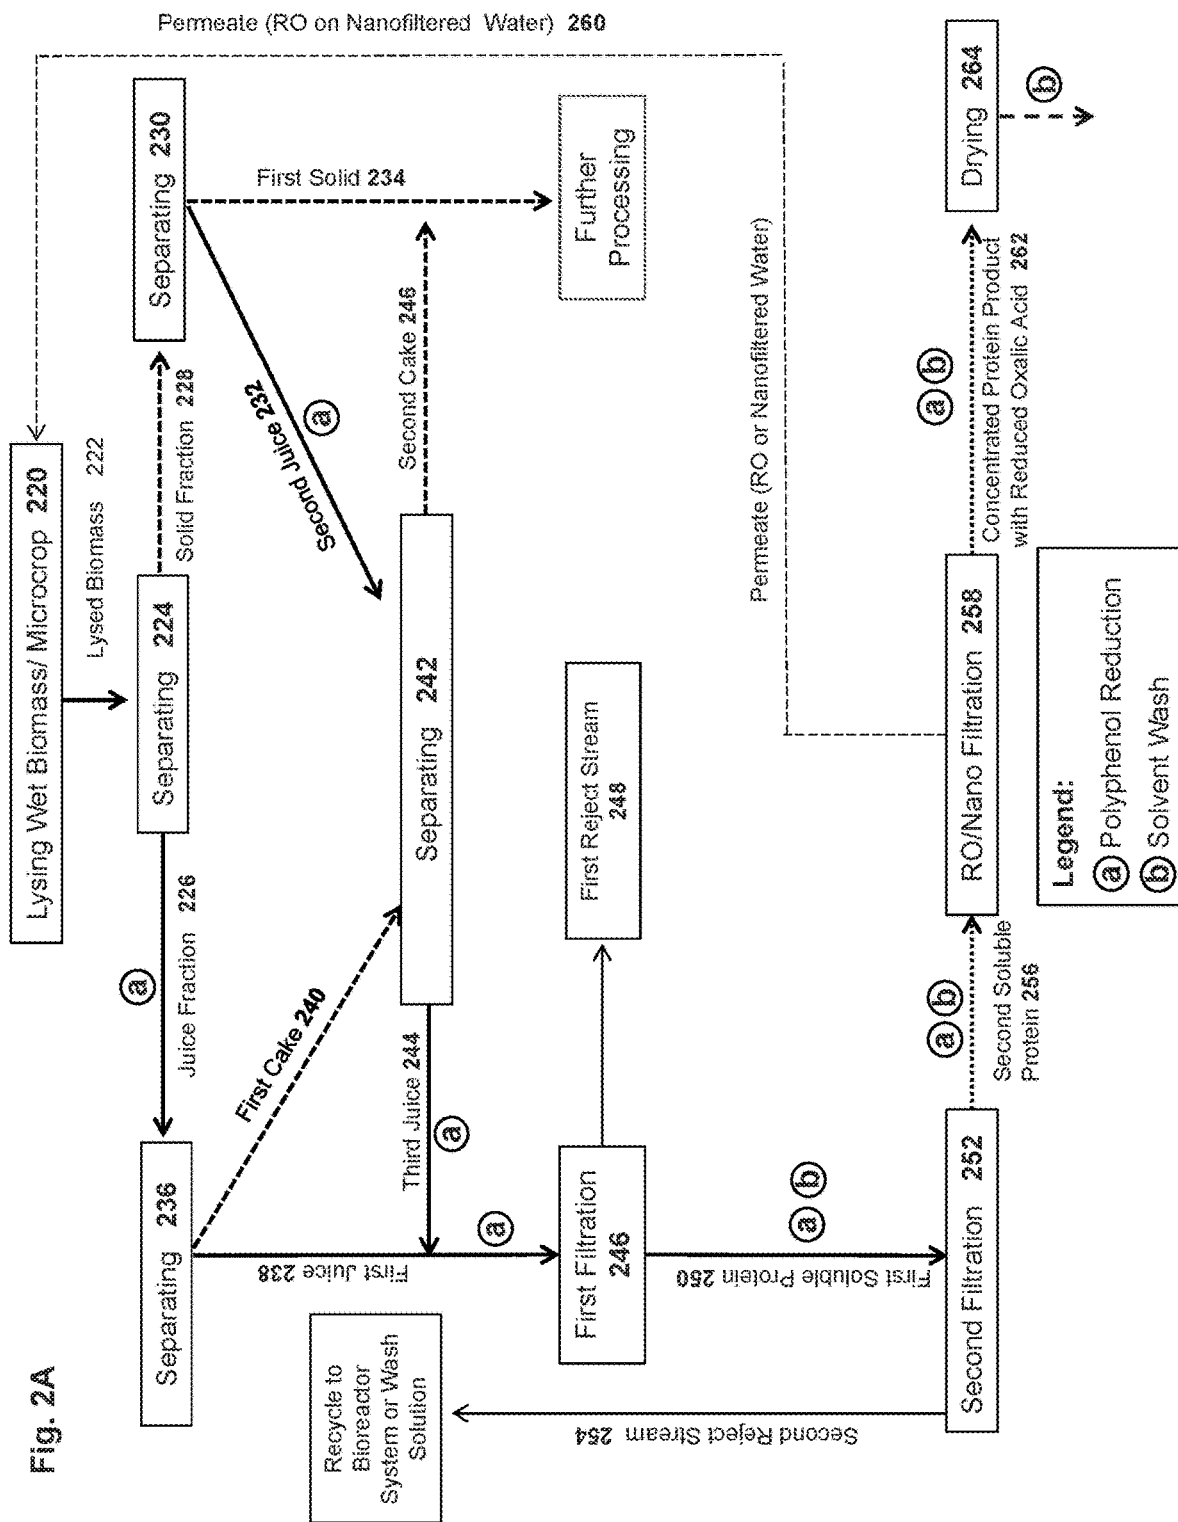 Fig. 2A
Lysing Wet Biomass/ Microcrop 220
Lysed Biomass 222
Separating 224
Juice Fraction 226
a
Solid Fraction 228
Separating 230
Permeate (RO on Nanofiltered Water) 260
Separating 236
First Cake 240
Second Juice 232
a
First Solid 234
Separating 242
Third Juice 244
a
Second Cake 246
Further
Processing
First Juice 238
a
Recycle to
Bioreactor
System or Wash
Solution
First Filtration
246
First Reject Stream
248
First Soluble Protein 250
a b
Second Reject Stream 254
Permeate (RO or Nanofiltered Water)
Second Filtration 252
a b
Second Soluble
Protein 256
RO/Nano Filtration 258
a b
Concentrated Protein Product
with Reduced Oxalic Acid 262
Drying 264
b
Legend:
a Polyphenol Reduction
b Solvent Wash